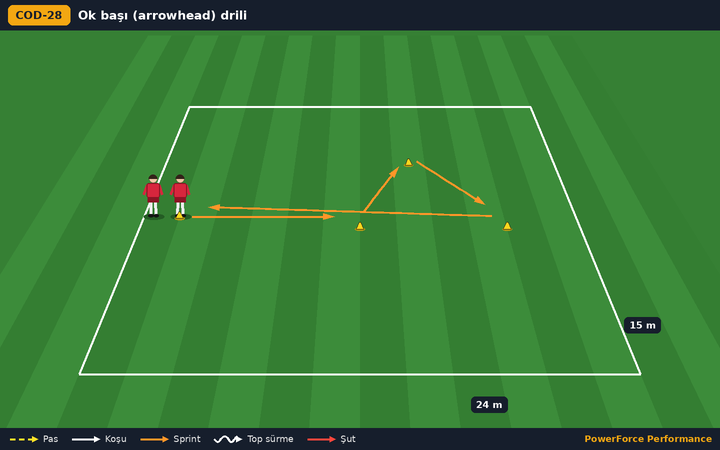 COD-28 Ok başı (arrowhead) drili
15 m
24 m
Pas Koşu Sprint Top sürme Şut PowerForce Performance